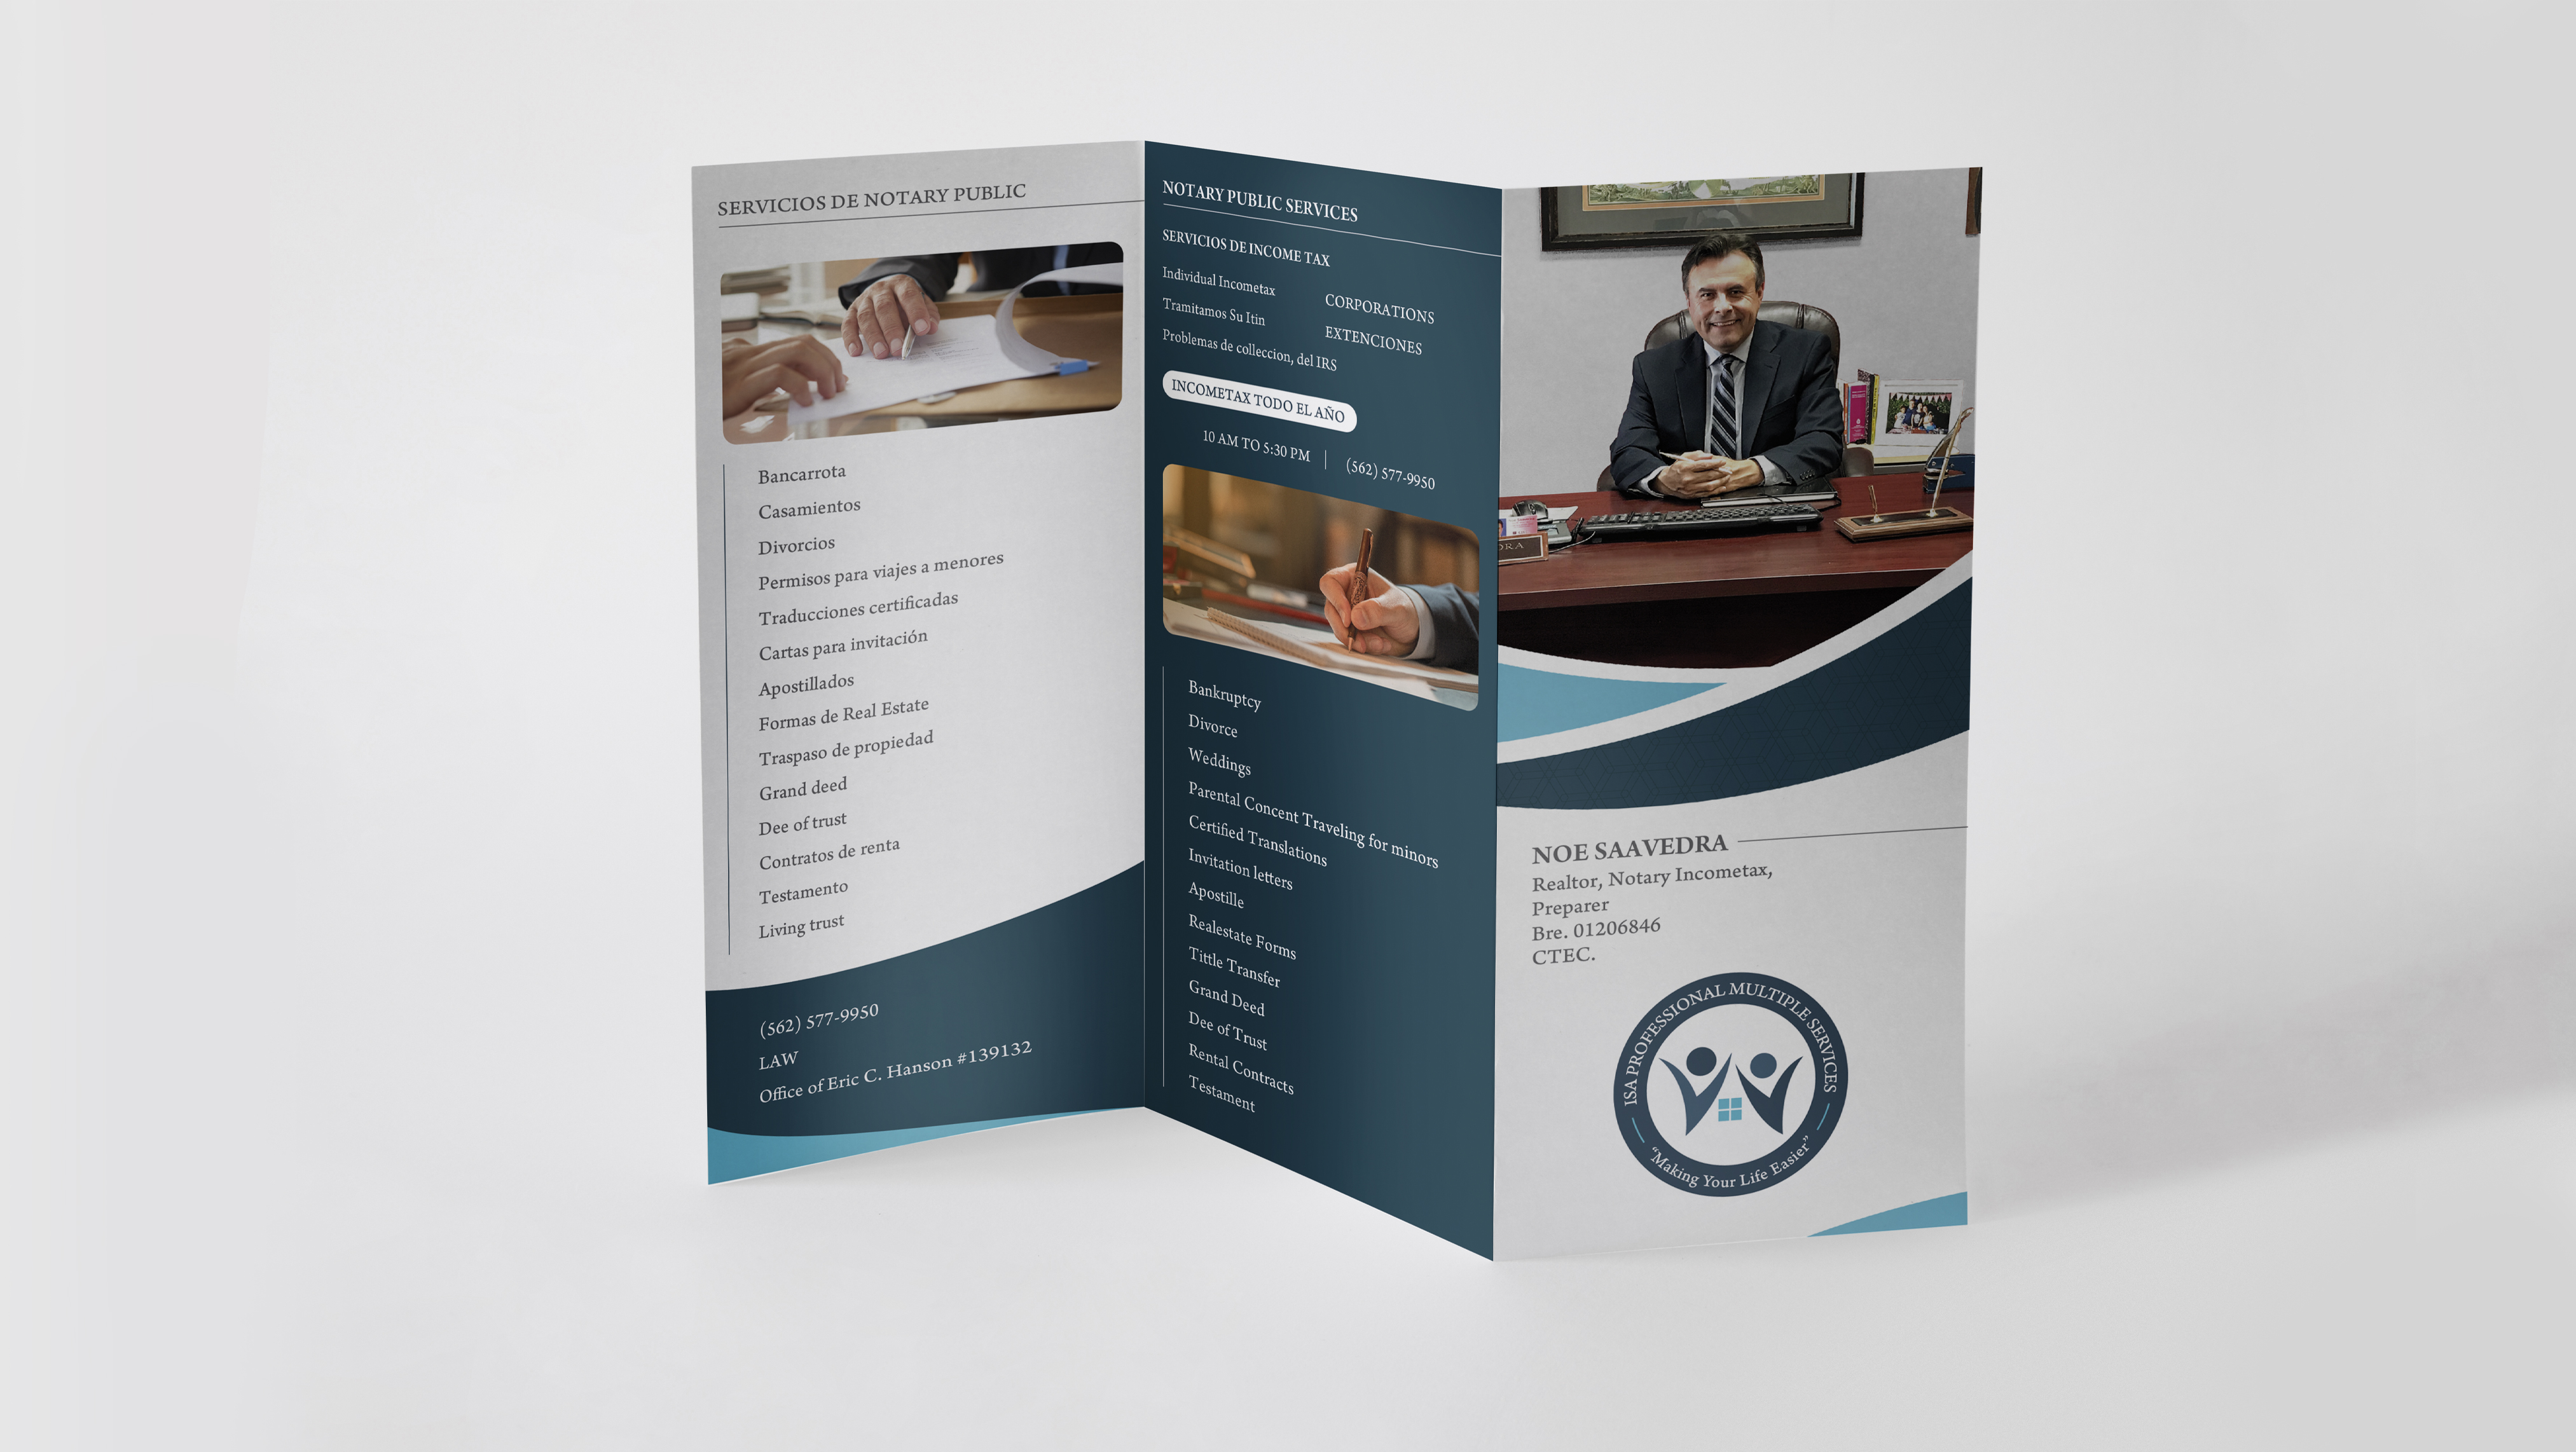 SERVICIOS DE NOTARY PUBLIC
Bancarrota
Casamientos
Divorcios
Permisos para viajes a menores
Traducciones certificadas
Cartas para invitación
Apostillados
Formas de Real Estate
Traspaso de propiedad
Grand deed
Dee of trust
Contratos de renta
Testamento
Living trust
(562) 577-9950
LAW
Office of Eric C. Hanson #139132
NOTARY PUBLIC SERVICES
SERVICIOS DE INCOME TAX
Individual Incometax
Tramitamos Su Itin
Problemas de colleccion, del IRS
CORPORATIONS
EXTENCIONES
INCOMETAX TODO EL AÑO
10 AM TO 5:30 PM | (562) 577-9950
Bankruptcy
Divorce
Weddings
Parental Concent Traveling for minors
Certified Translations
Invitation letters
Apostille
Realestate Forms
Tittle Transfer
Grand Deed
Dee of Trust
Rental Contracts
Testament
DRA
NOE SAAVEDRA
Realtor, Notary Incometax,
Preparer
Bre. 01206846
CTEC.
ISA PROFESSIONAL MULTIPLE SERVICES
"Making Your Life Easier"